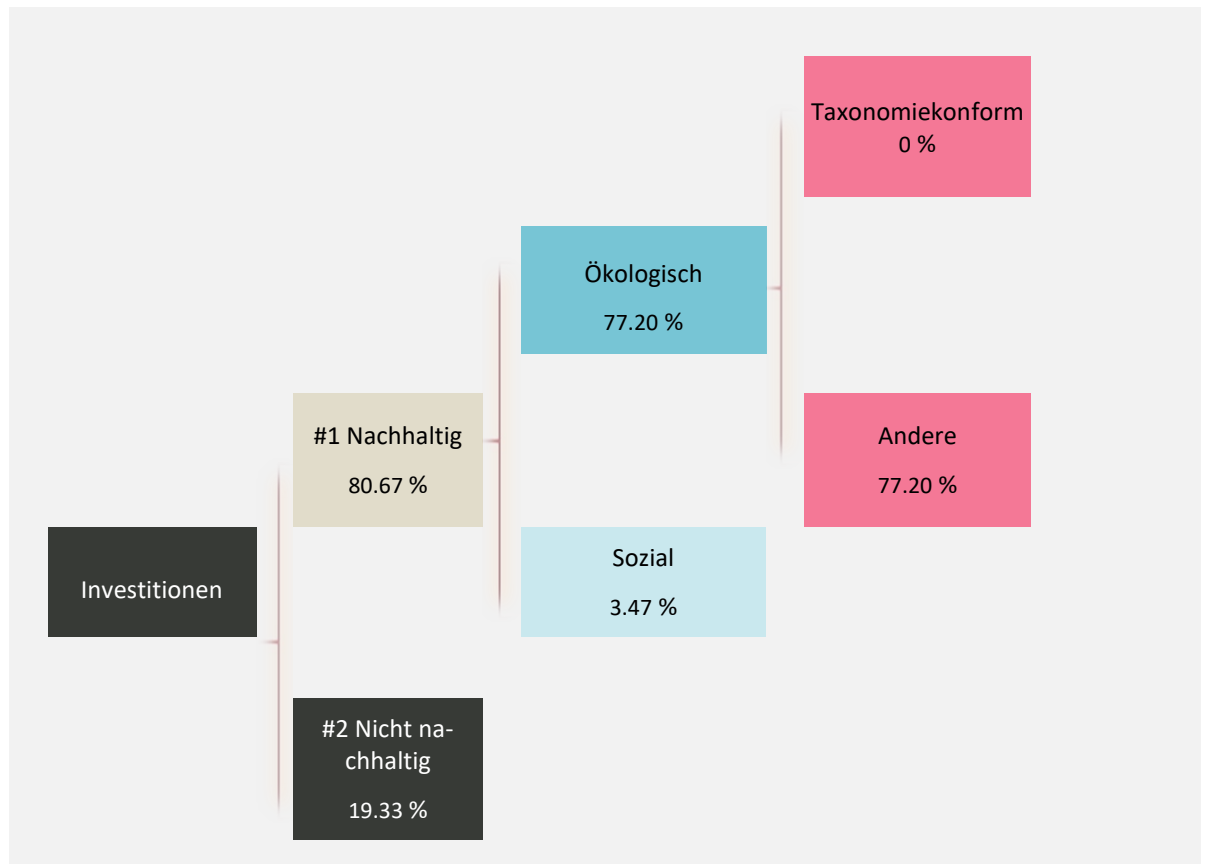 Taxonomiekonform
0 %
Ökologisch
77.20 %
#1 Nachhaltig
80.67 %
Andere
77.20 %
Investitionen
Sozial
3.47 %
#2 Nicht na-
chhaltig
19.33 %